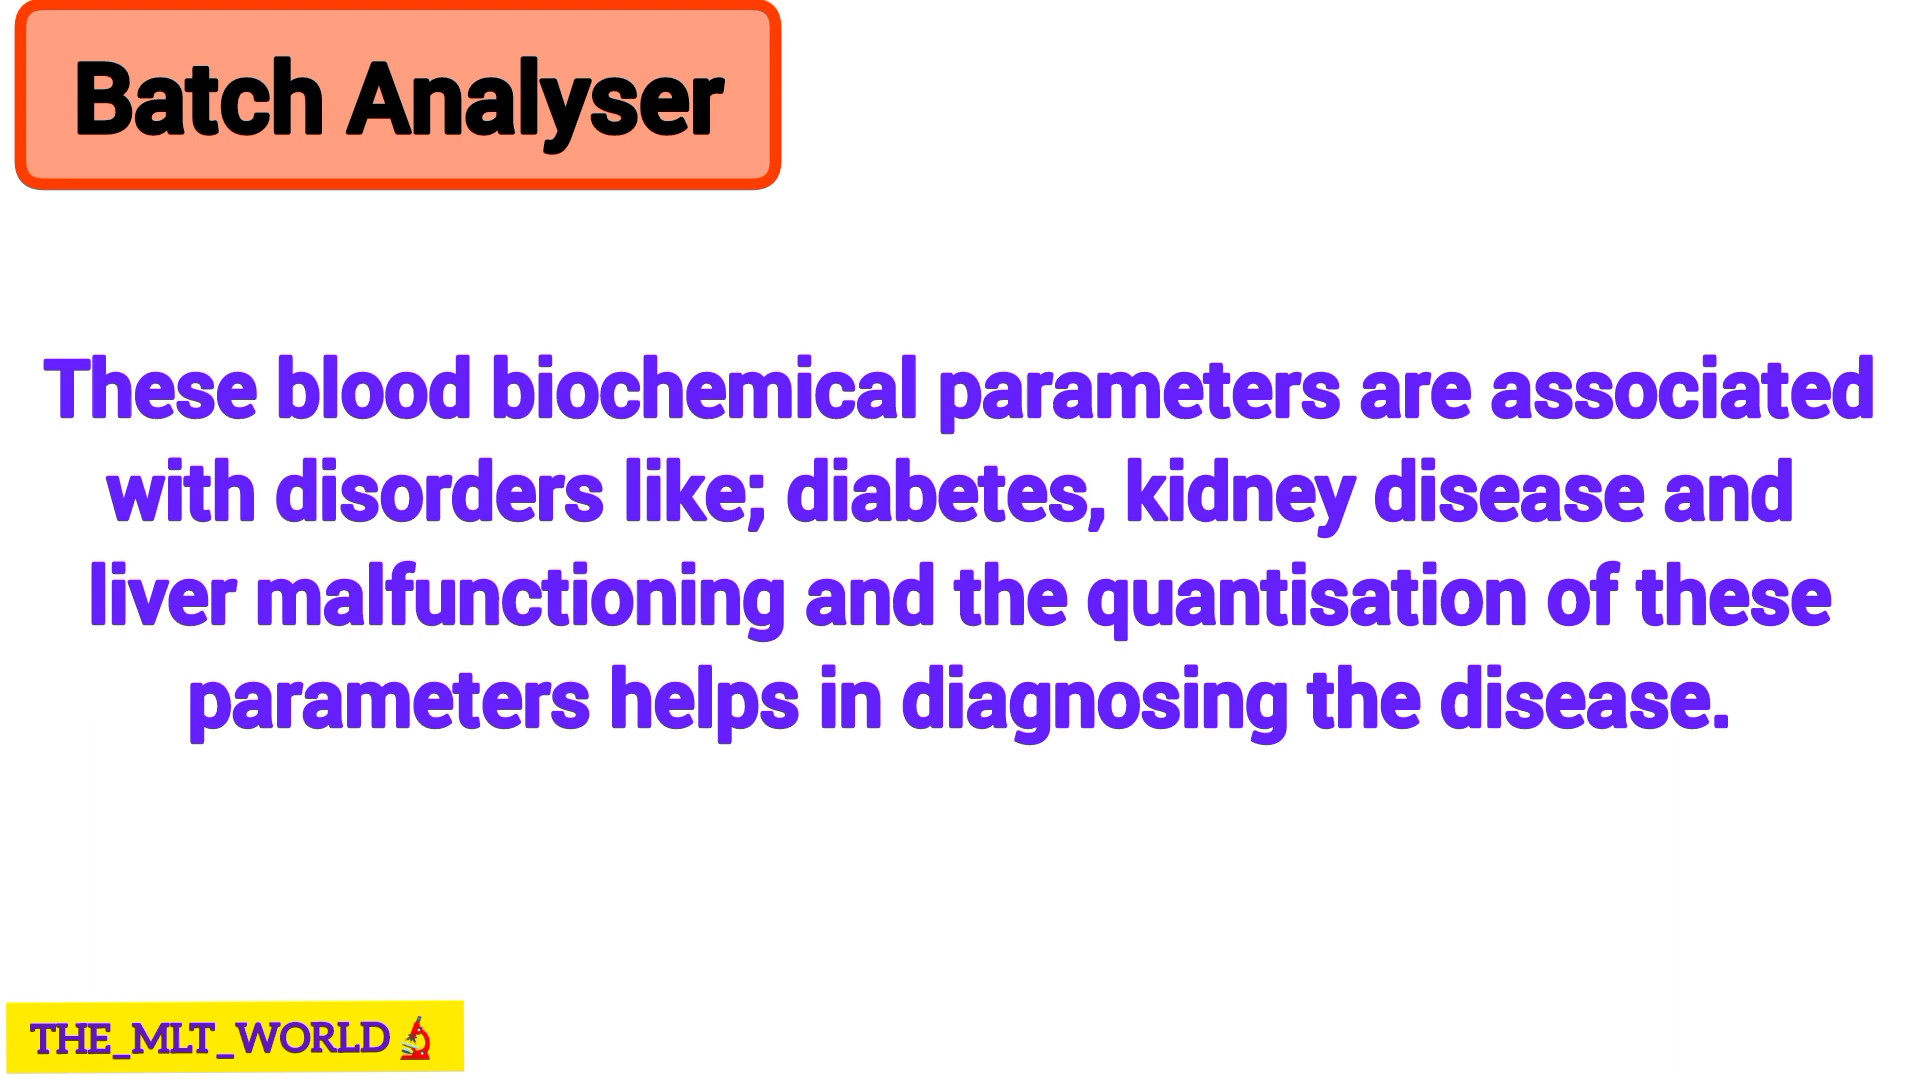 Batch Analyser
These blood biochemical parameters are associated
with disorders like; diabetes, kidney disease and
liver malfunctioning and the quantisation of these
parameters helps in diagnosing the disease.
THE_MLT_WORLD